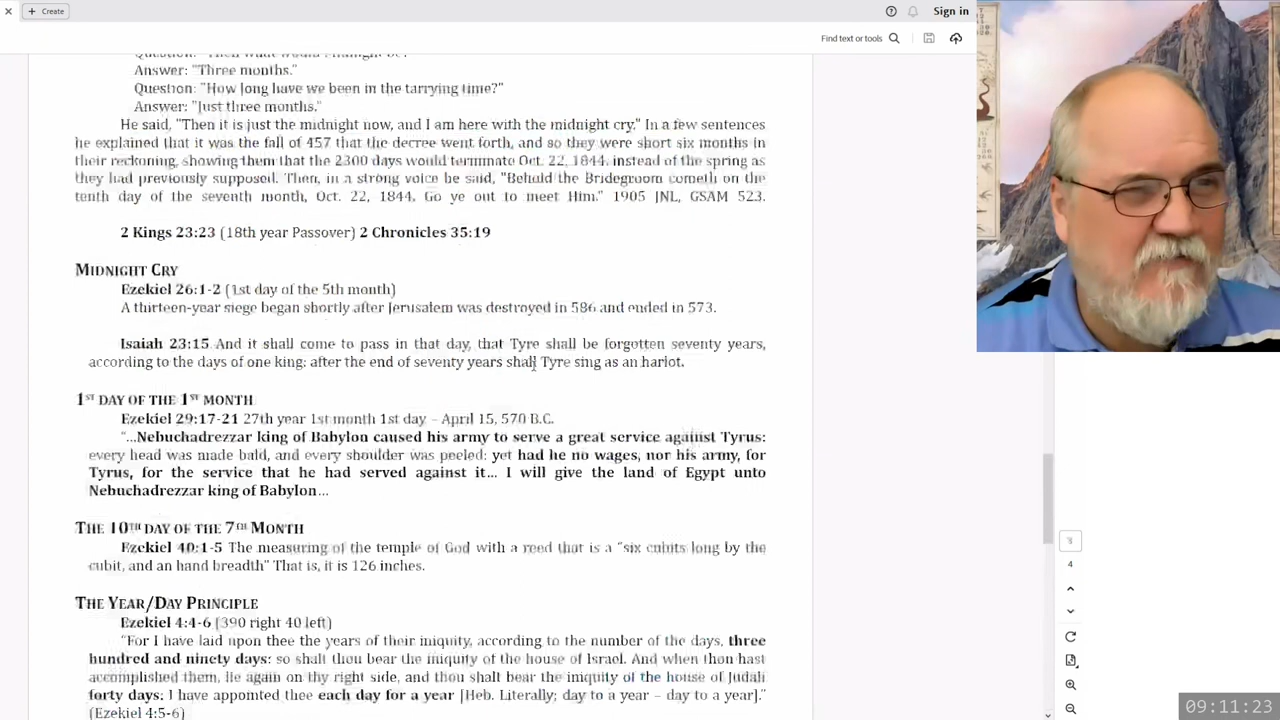 Create
Sign in
Find text or tools
Answer: "Three months."
Question: "How long have we been in the tarrying time?"
Answer: "Just three months."
He said, "Then it is just the midnight now, and I am here with the midnight cry." In a few sentences
he explained that it was the fall of 457 that the decree went forth, and so they were short six months in
their reckoning, showing them that the 2300 days would terminate Oct. 22, 1844, instead of the spring as
they had previously supposed. Then, in a strong voice he said, "Behold the Bridegroom cometh on the
tenth day of the seventh month, Oct. 22, 1844. Go ye out to meet Him." 1905 JNL, GSAM 523.
2 Kings 23:23 (18th year Passover) 2 Chronicles 35:19
MIDNIGHT CRY
Ezekiel 26:1-2 (1st day of the 5th month)
A thirteen-year siege began shortly after Jerusalem was destroyed in 586 and ended in 573.
Isaiah 23:15 And it shall come to pass in that day, that Tyre shall be forgotten seventy years,
according to the days of one king: after the end of seventy years shall Tyre sing as an harlot.
1ST DAY OF THE 1ST MONTH
Ezekiel 29:17-21 27th year 1st month 1st day – April 15, 570 B.C.
"...Nebuchadrezzar king of Babylon caused his army to serve a great service against Tyrus:
every head was made bald, and every shoulder was peeled: yet had he no wages, nor his army, for
Tyrus, for the service that he had served against it... I will give the land of Egypt unto
Nebuchadrezzar king of Babylon...
THE 10TH DAY OF THE 7TH MONTH
Ezekiel 40:1-5 The measuring of the temple of God with a reed that is a "six cubits long by the
cubit, and an hand breadth" That is, it is 126 inches.
THE YEAR/DAY PRINCIPLE
Ezekiel 4:4-6 (390 right 40 left)
"For I have laid upon thee the years of their iniquity, according to the number of the days, three
hundred and ninety days: so shalt thou bear the iniquity of the house of Israel. And when thou hast
accomplished them, lie again on thy right side, and thou shalt bear the iniquity of the house of Judah
forty days: I have appointed thee each day for a year [Heb. Literally; day to a year – day to a year]."
(Ezekiel 4:5-6)
3
4
09:11:23